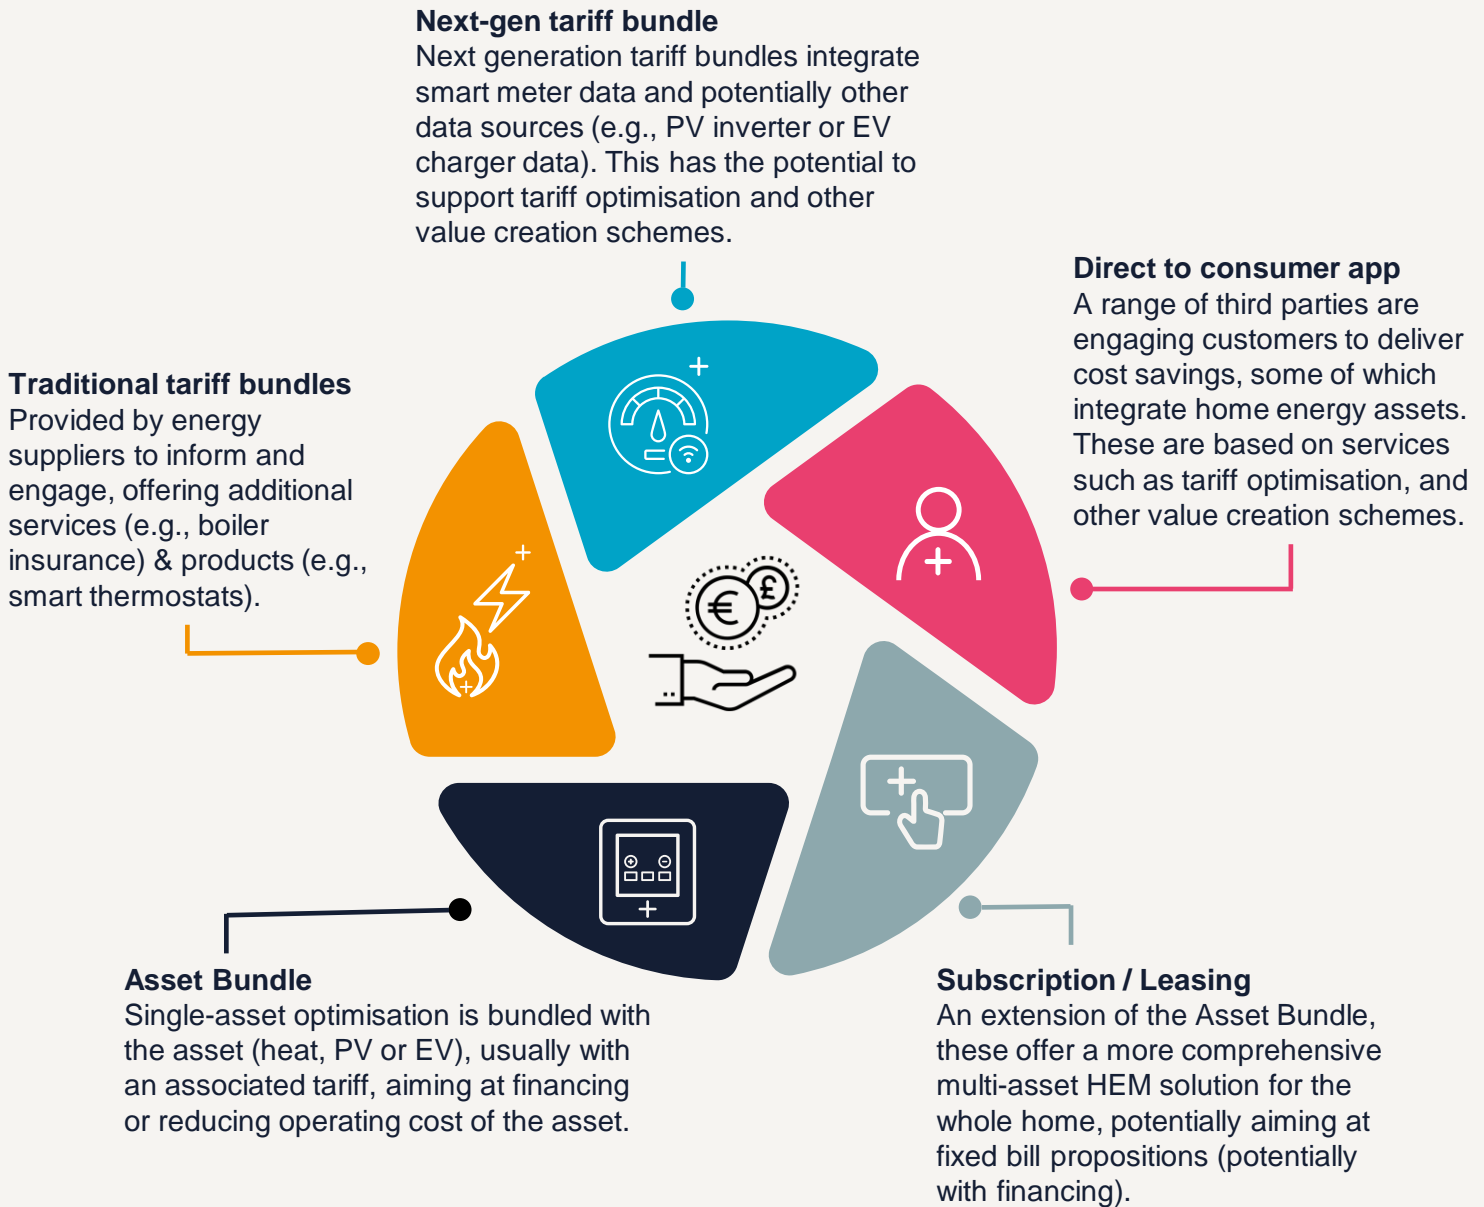 Next-gen tariff bundle
Next generation tariff bundles integrate
smart meter data and potentially other
data sources (e.g., PV inverter or EV
charger data). This has the potential to
support tariff optimisation and other
value creation schemes.
Direct to consumer app
A range of third parties are
engaging customers to deliver
cost savings, some of which
integrate home energy assets.
These are based on services
such as tariff optimisation, and
other value creation schemes.
Traditional tariff bundles
Provided by energy
suppliers to inform and
engage, offering additional
services (e.g., boiler
insurance) & products (e.g.,
smart thermostats).
€ £
Asset Bundle
Single-asset optimisation is bundled with
the asset (heat, PV or EV), usually with
an associated tariff, aiming at financing
or reducing operating cost of the asset.
Subscription / Leasing
An extension of the Asset Bundle,
these offer a more comprehensive
multi-asset HEM solution for the
whole home, potentially aiming at
fixed bill propositions (potentially
with financing).